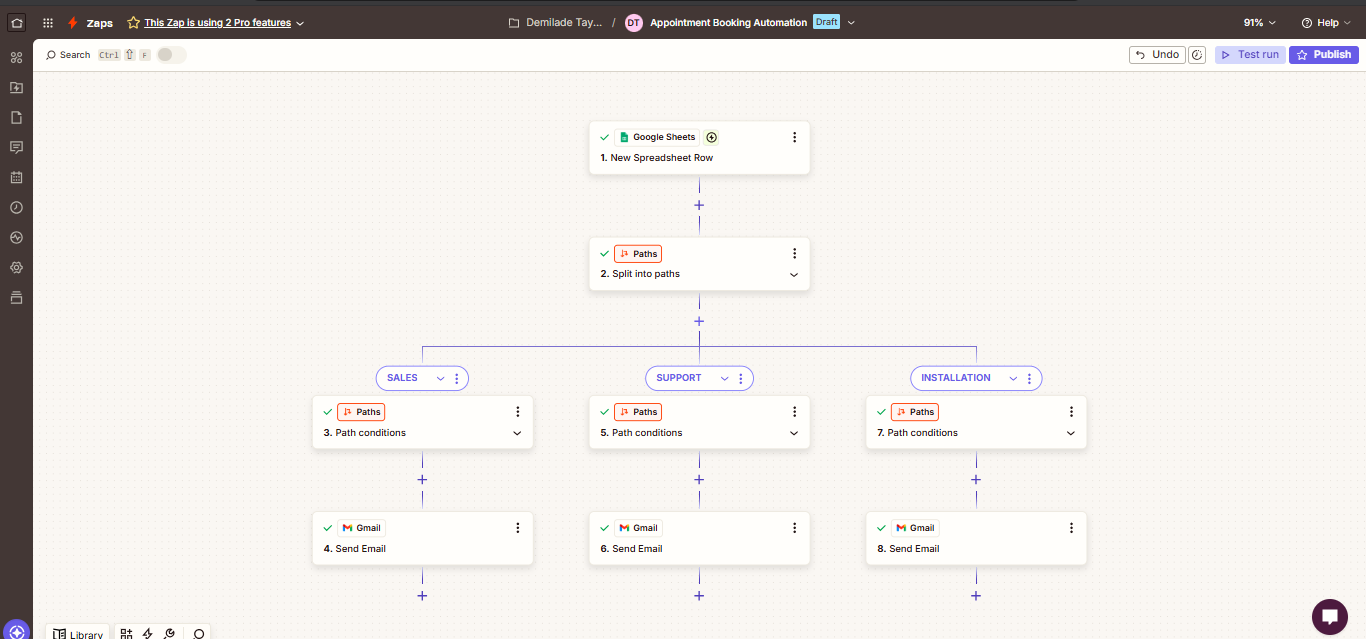 Zaps This Zap is using 2 Pro features Demilade Tay... / DT Appointment Booking Automation Draft 91% Help
Search Ctrl ⇧ F Undo Test run Publish
Google Sheets
1. New Spreadsheet Row
Paths
2. Split into paths
SALES SUPPORT INSTALLATION
Paths Paths Paths
3. Path conditions 5. Path conditions 7. Path conditions
Gmail Gmail Gmail
4. Send Email 6. Send Email 8. Send Email
Library